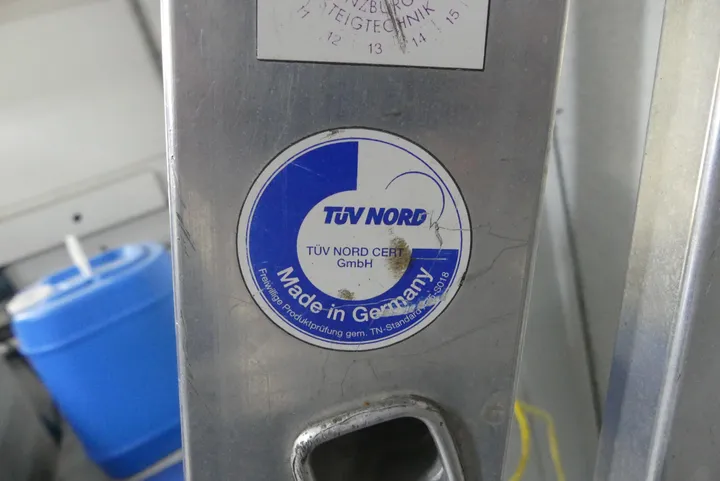 STEIGTECHNIK
11 12 13 14 15
TÜV NORD
TÜV NORD CERT
GmbH
Made in Germany
Freiwillige Produktprüfung gem. TN-Standard